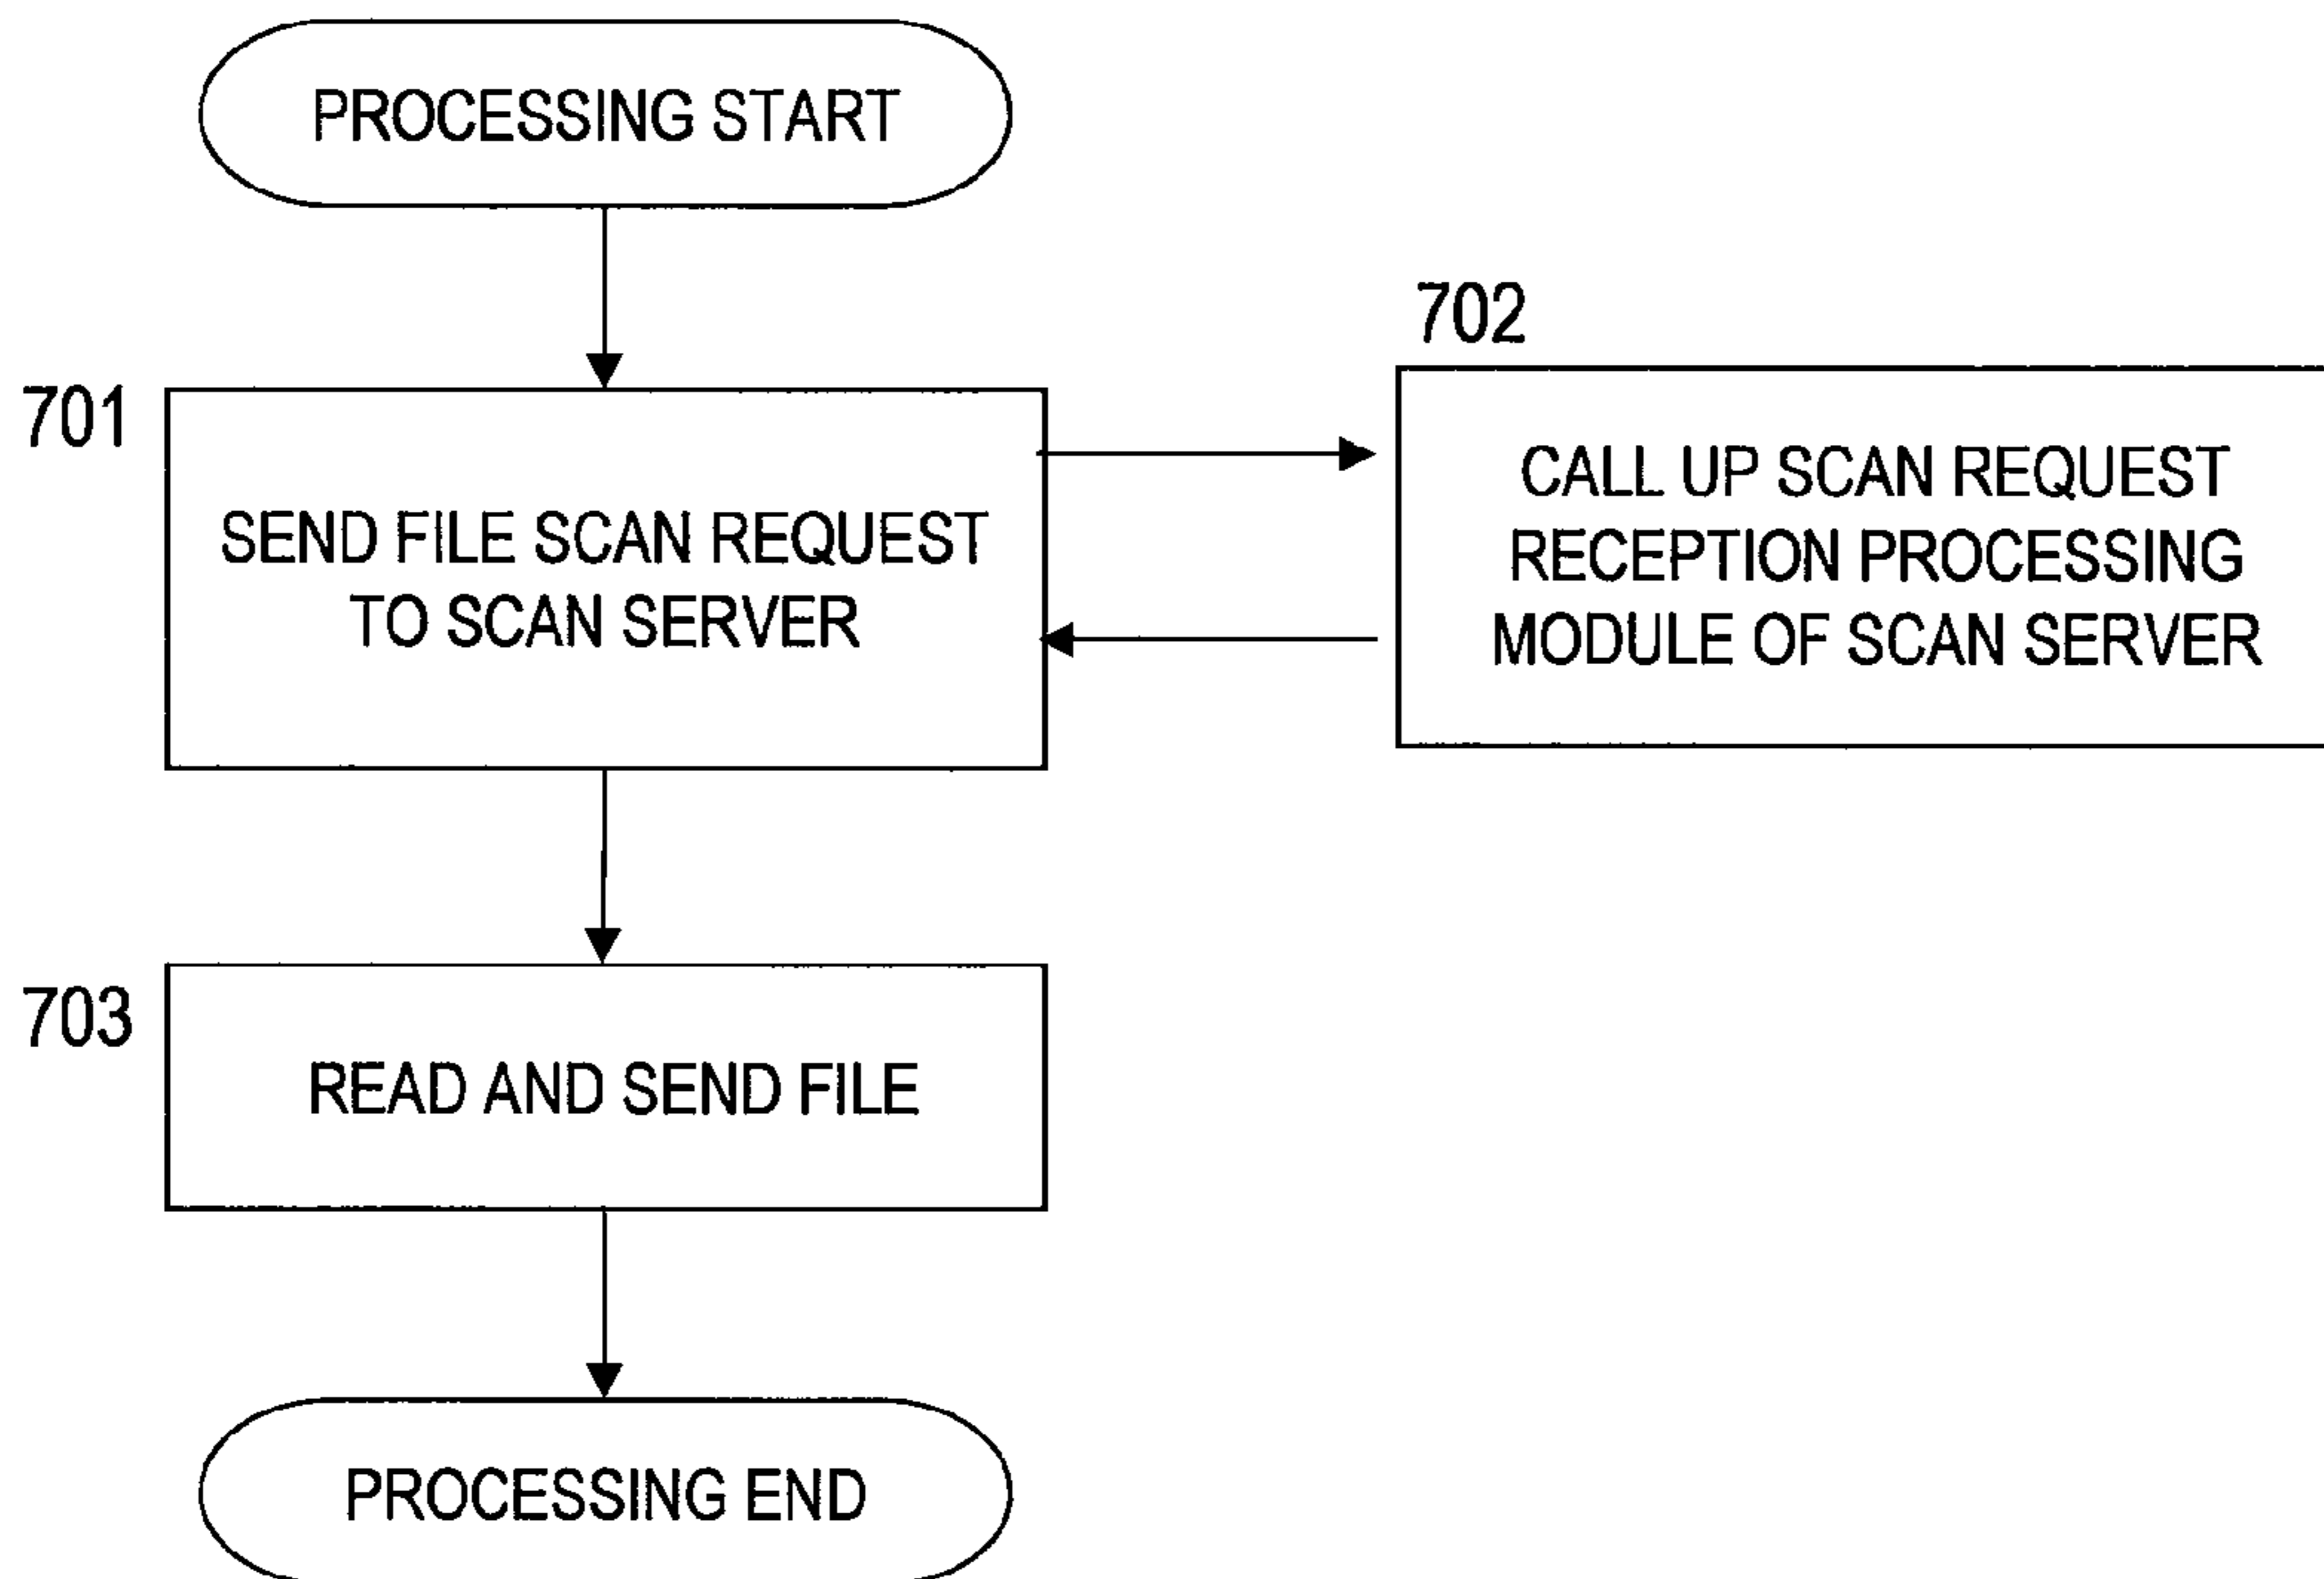 PROCESSING START
701
SEND FILE SCAN REQUEST
TO SCAN SERVER
702
CALL UP SCAN REQUEST
RECEPTION PROCESSING
MODULE OF SCAN SERVER
703
READ AND SEND FILE
PROCESSING END